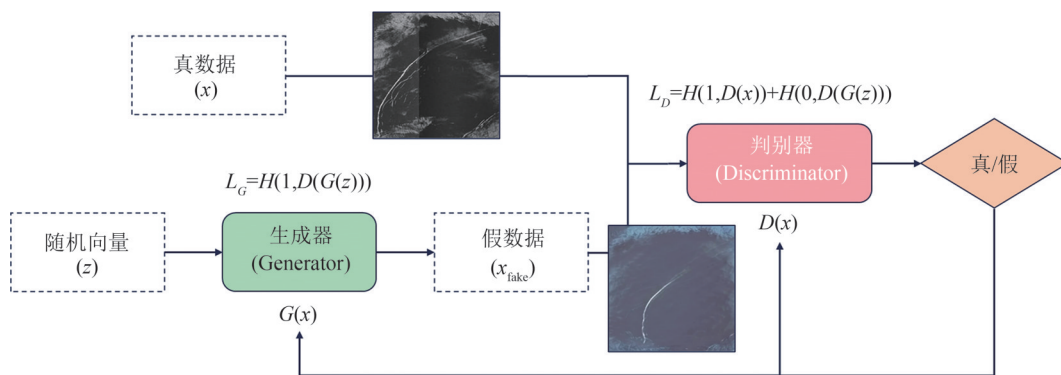 真数据
(x)
L_D=H(1,D(x))+H(0,D(G(z)))
判别器
(Discriminator)
真/假
D(x)
L_G=H(1,D(G(z)))
随机向量
(z)
生成器
(Generator)
假数据
(x_fake)
G(x)